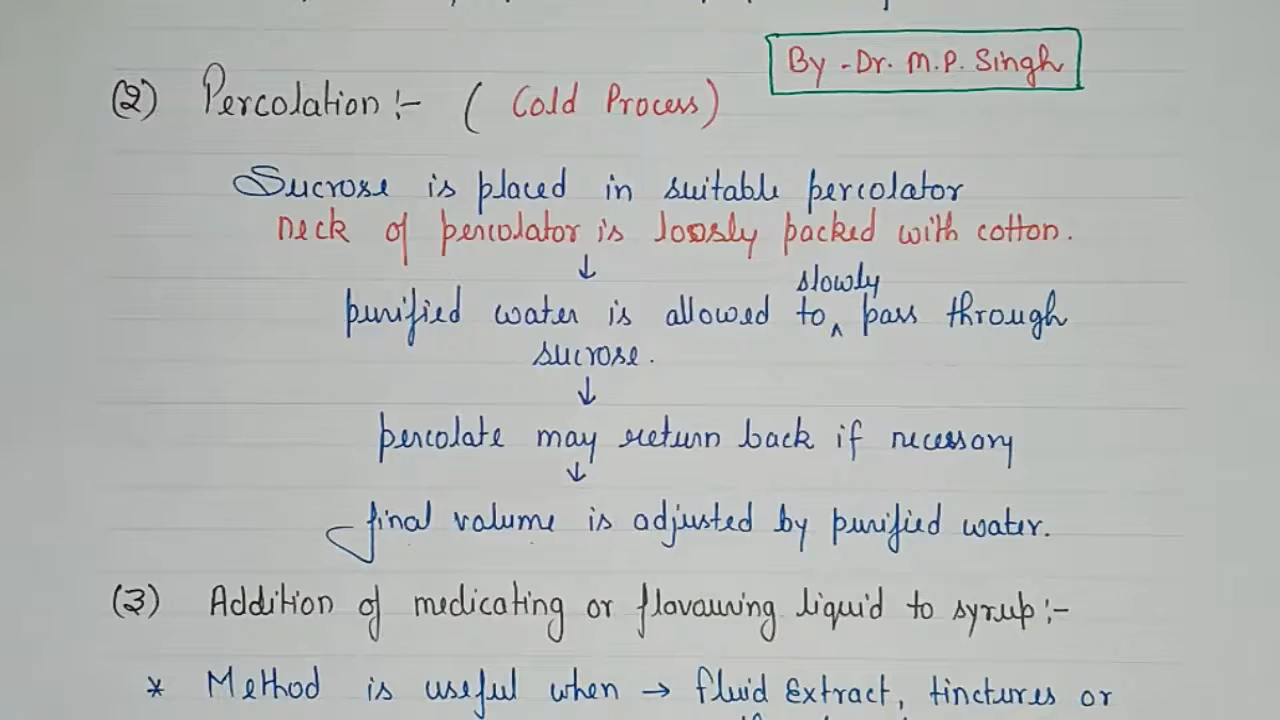 By - Dr. M.P. Singh
(2) Percolation :- ( Cold Process)
Sucrose is placed in suitable percolator
neck of percolator is loosly packed with cotton.
↓
slowly
purified water is allowed to ^ pass through
sucrose.
↓
percolate may return back if necessory
↓
final volume is adjusted by purified water.
(3) Addition of medicating or flavouring liquid to syrup :-
* Method is useful when → fluid extract, tinctures or